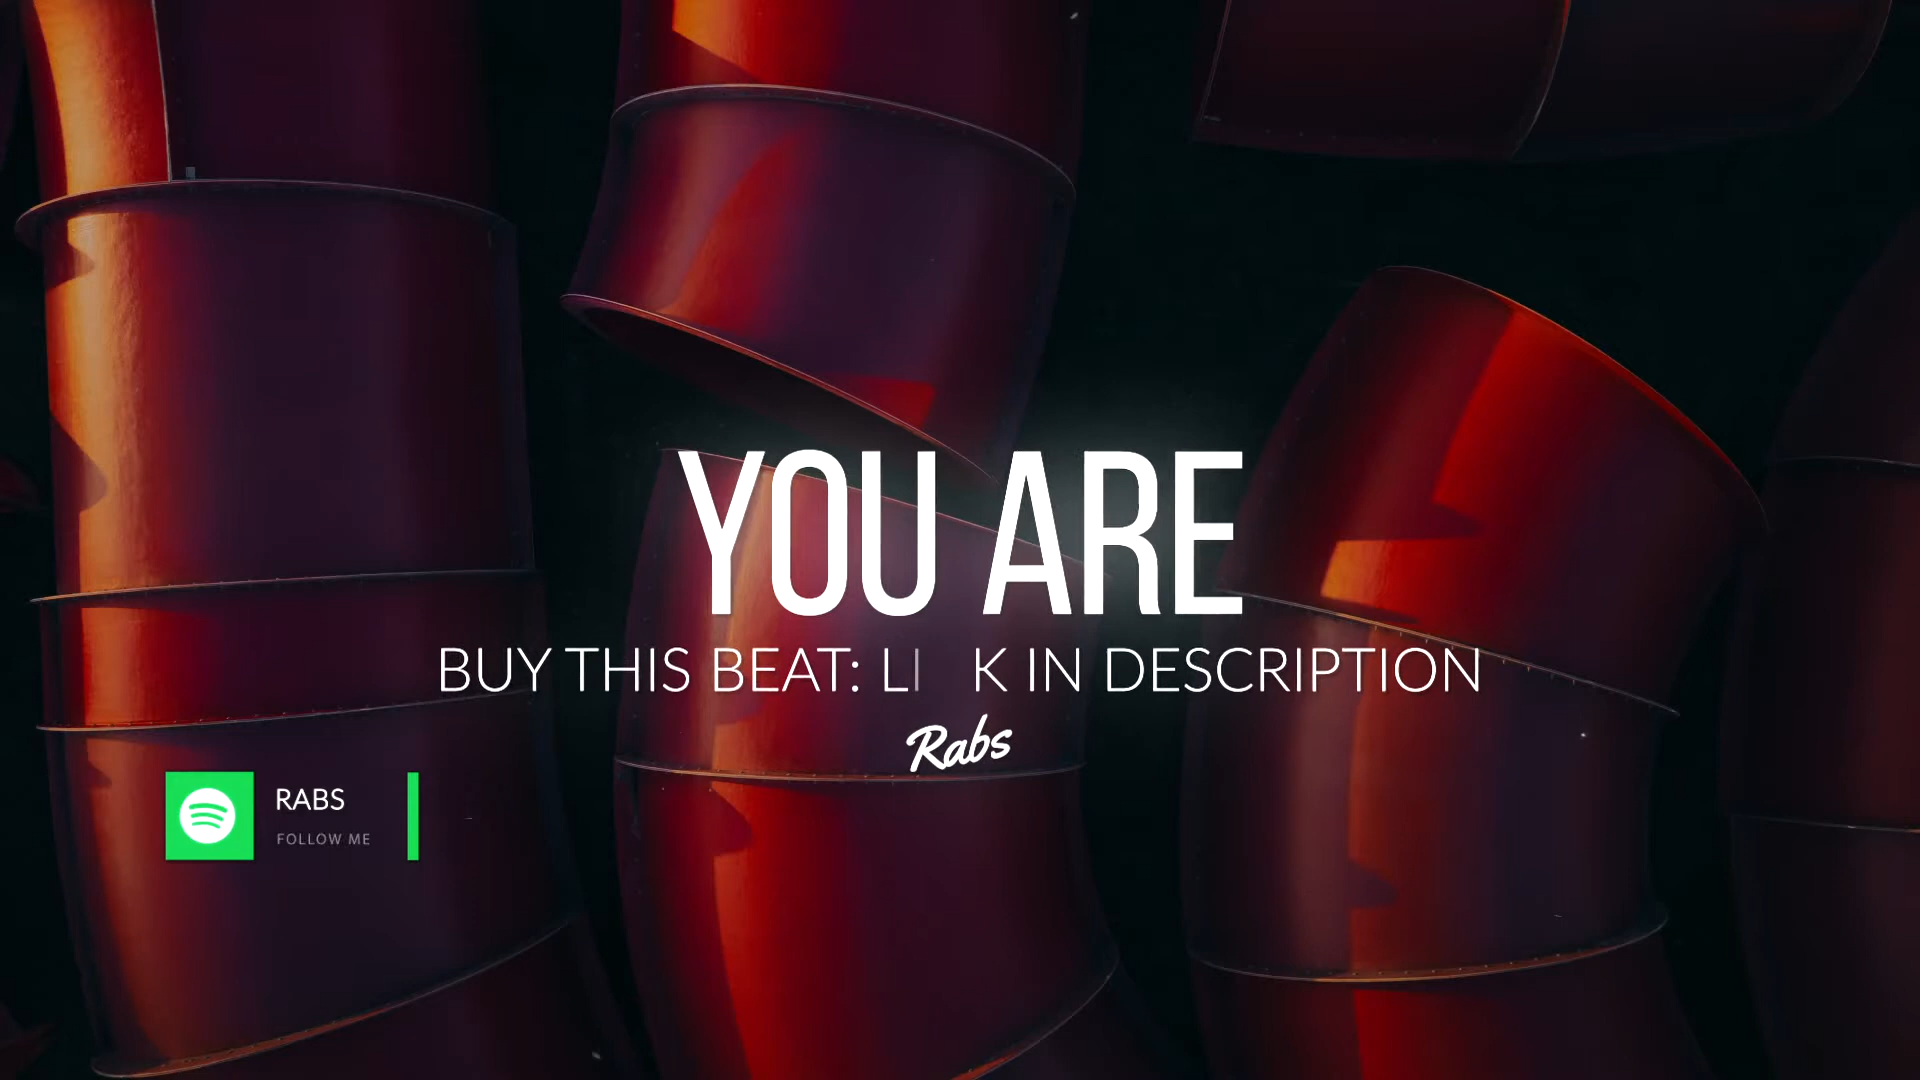 YOU ARE
BUY THIS BEAT: LI K IN DESCRIPTION
Rabs
RABS
FOLLOW ME